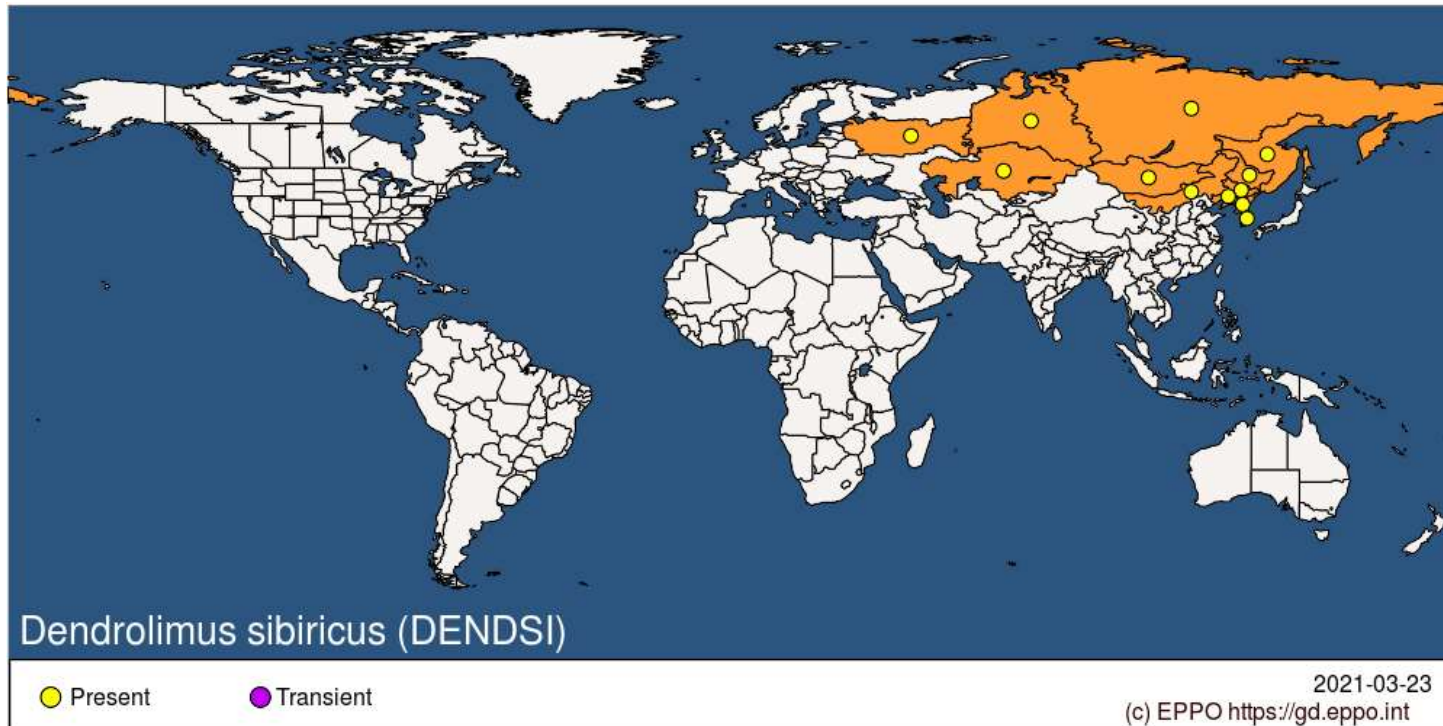 Dendrolimus sibiricus (DENDSI)
Present
Transient
2021-03-23
(c) EPPO https://gd.eppo.int